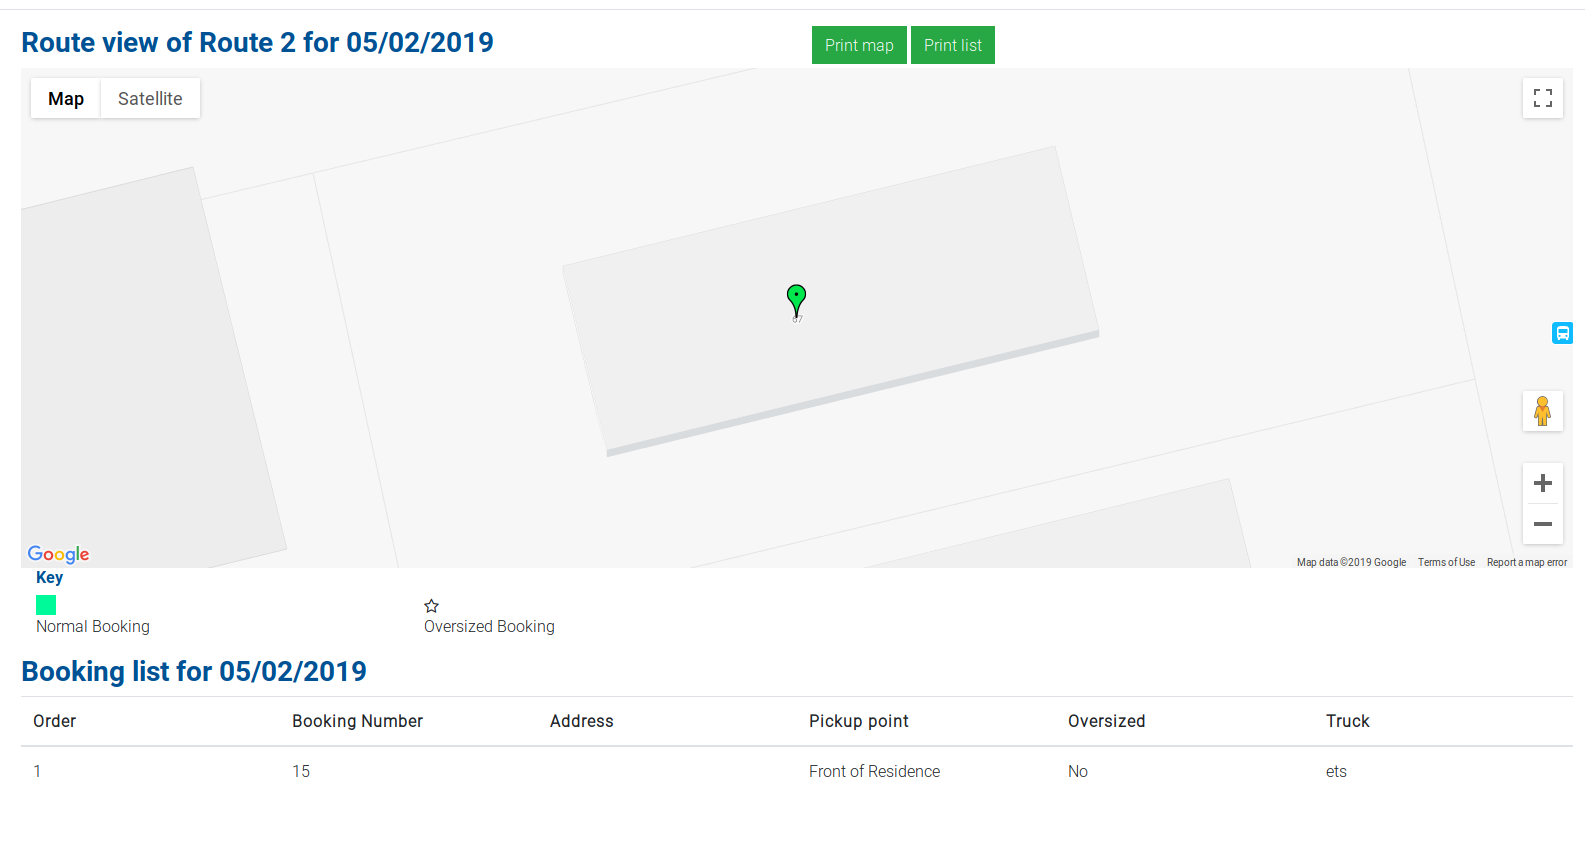 Route view of Route 2 for 05/02/2019
Print map Print list
Map Satellite
67
Google
Map data ©2019 Google Terms of Use Report a map error
Key
Normal Booking Oversized Booking
Booking list for 05/02/2019
Order Booking Number Address Pickup point Oversized Truck
1 15 Front of Residence No ets